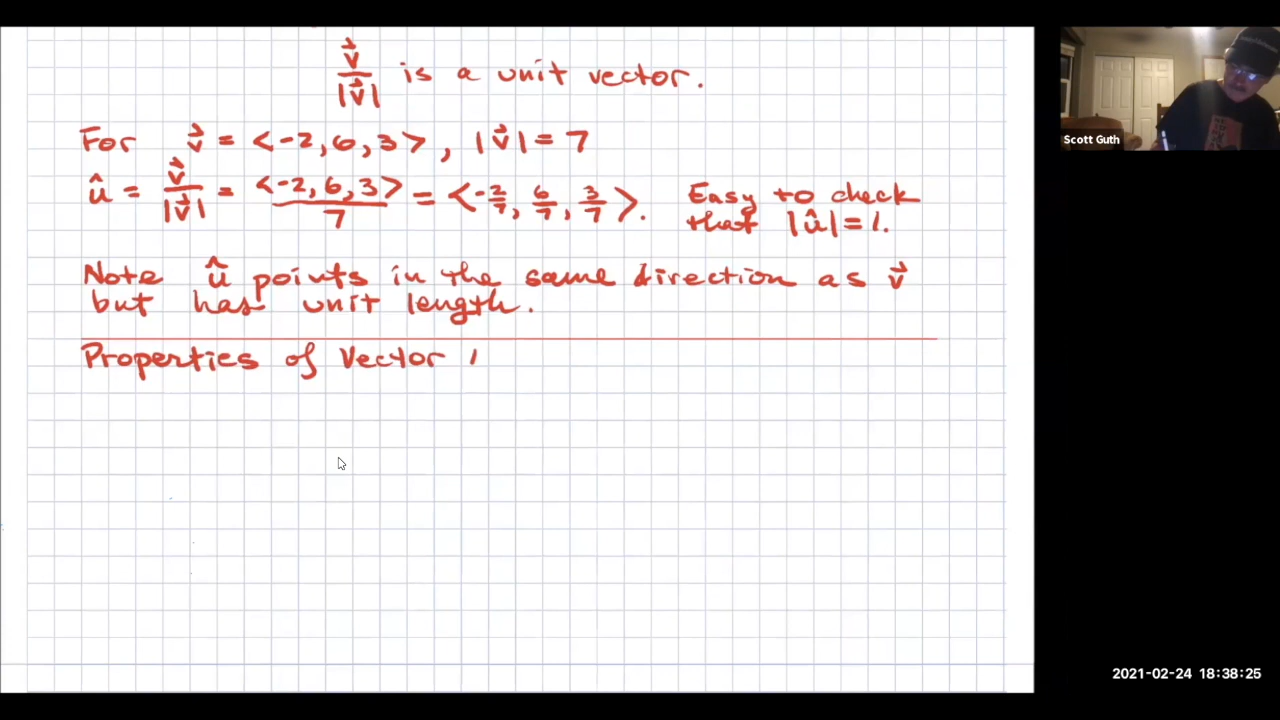 v⃗/|v⃗| is a unit vector.
For v⃗ = <-2, 6, 3>, |v⃗| = 7
û = v⃗/|v⃗| = <-2, 6, 3>/7 = <-2/7, 6/7, 3/7>. Easy to check
that |û| = 1.
Note û points in the same direction as v⃗
but has unit length.
Properties of Vector
Scott Guth
2021-02-24 18:38:25